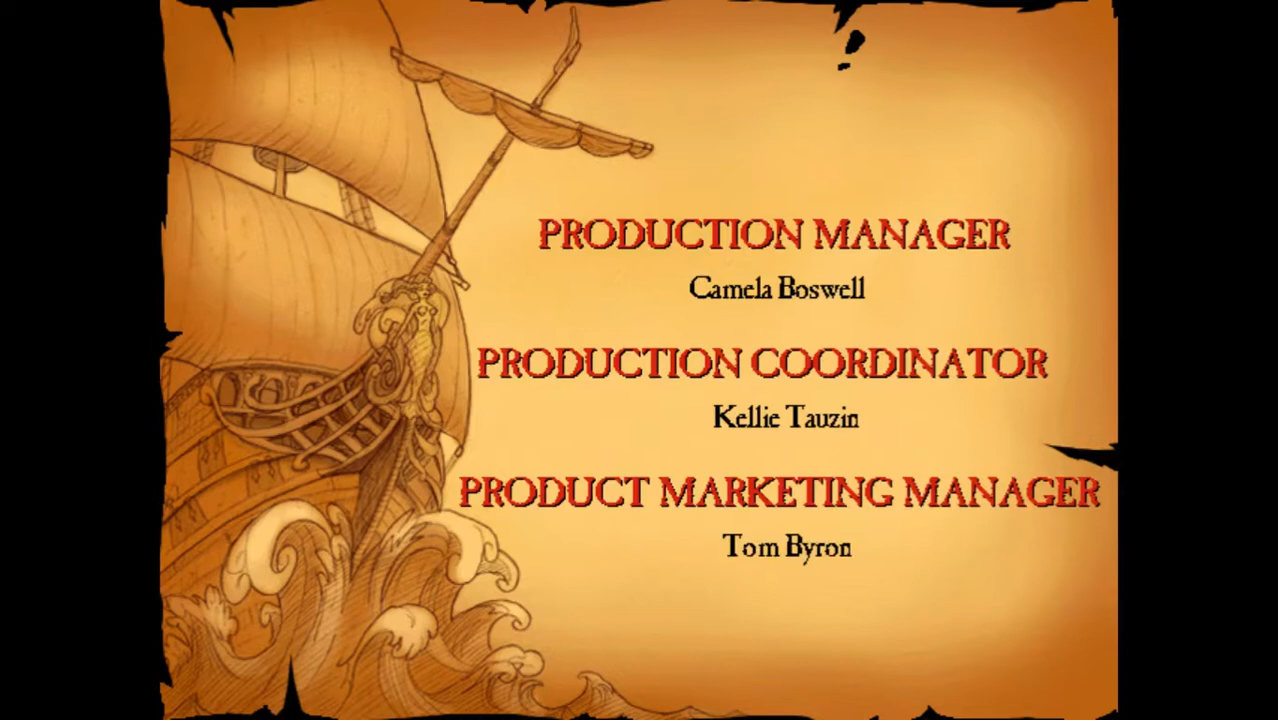 PRODUCTION MANAGER
Camela Boswell
PRODUCTION COORDINATOR
Kellie Tauzin
PRODUCT MARKETING MANAGER
Tom Byron